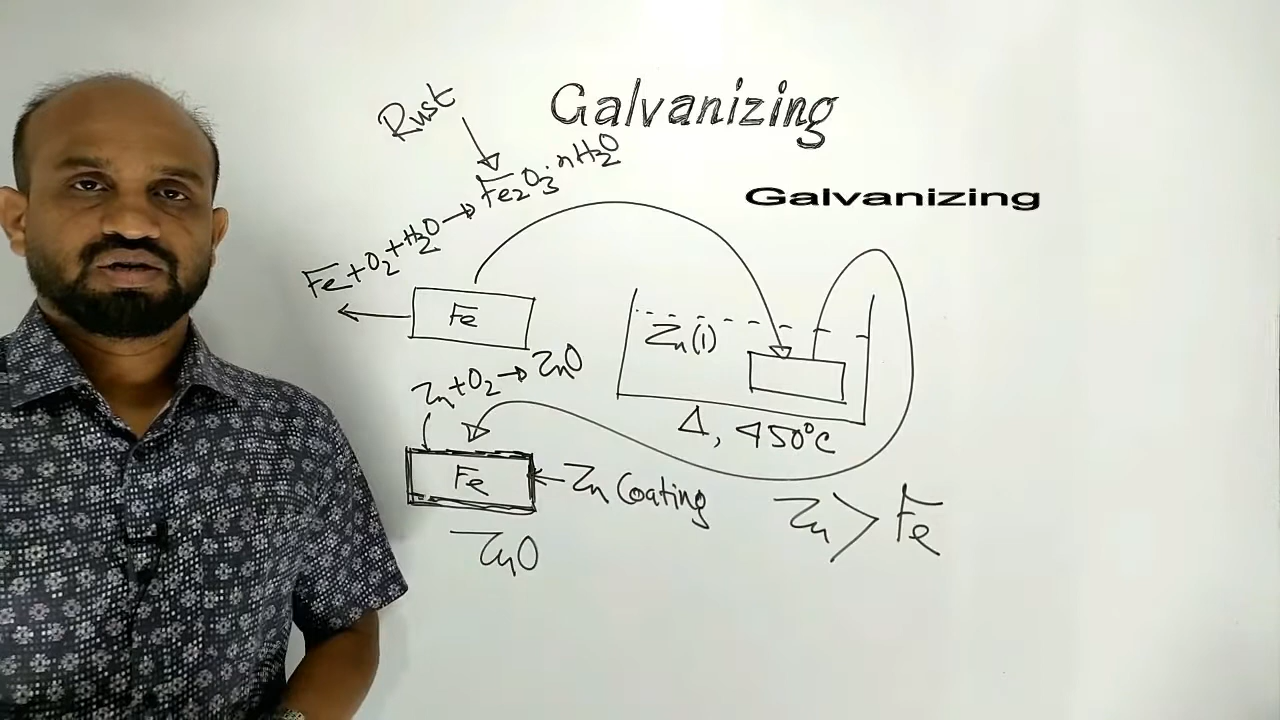 Galvanizing
Rust
Fe₂O₃·nH₂O
Galvanizing
Fe+O₂+H₂O→
Fe
Zn(l)
Zn+O₂→ZnO
Δ, 450°C
Fe
Zn Coating
Zn > Fe
ZnO